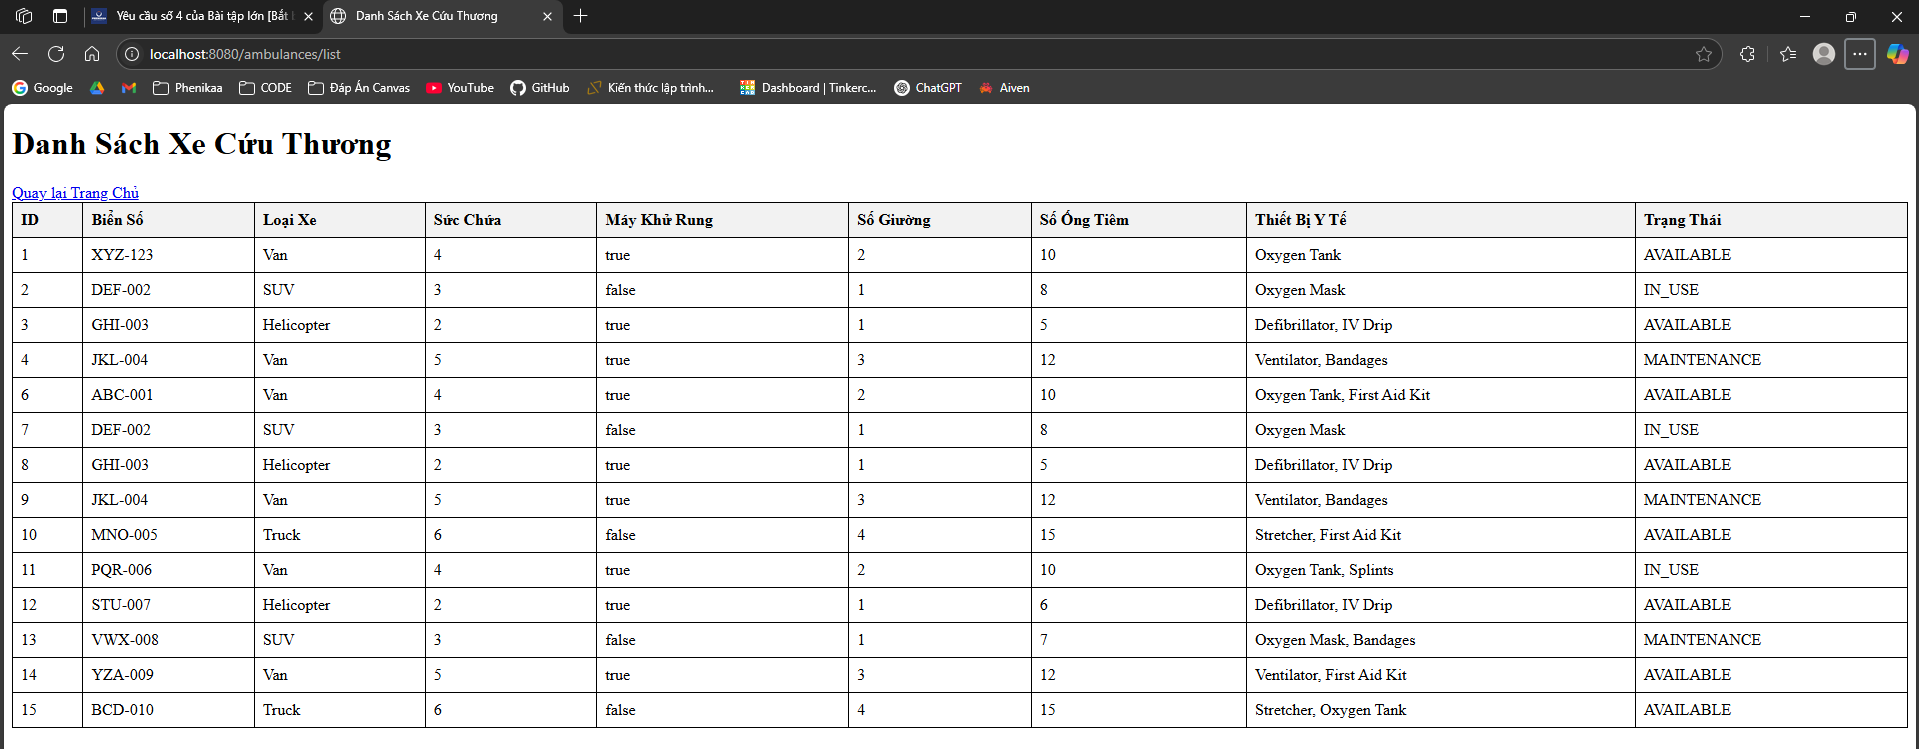 Yêu cầu số 4 của Bài tập lớn [Bắt
Danh Sách Xe Cứu Thương
localhost:8080/ambulances/list
Google Phenikaa CODE Đáp Án Canvas YouTube GitHub Kiến thức lập trình... Dashboard | Tinkerc... ChatGPT Aiven
Danh Sách Xe Cứu Thương
Quay lại Trang Chủ
ID Biển Số Loại Xe Sức Chứa Máy Khử Rung Số Giường Số Ống Tiêm Thiết Bị Y Tế Trạng Thái
1 XYZ-123 Van 4 true 2 10 Oxygen Tank AVAILABLE
2 DEF-002 SUV 3 false 1 8 Oxygen Mask IN_USE
3 GHI-003 Helicopter 2 true 1 5 Defibrillator, IV Drip AVAILABLE
4 JKL-004 Van 5 true 3 12 Ventilator, Bandages MAINTENANCE
6 ABC-001 Van 4 true 2 10 Oxygen Tank, First Aid Kit AVAILABLE
7 DEF-002 SUV 3 false 1 8 Oxygen Mask IN_USE
8 GHI-003 Helicopter 2 true 1 5 Defibrillator, IV Drip AVAILABLE
9 JKL-004 Van 5 true 3 12 Ventilator, Bandages MAINTENANCE
10 MNO-005 Truck 6 false 4 15 Stretcher, First Aid Kit AVAILABLE
11 PQR-006 Van 4 true 2 10 Oxygen Tank, Splints IN_USE
12 STU-007 Helicopter 2 true 1 6 Defibrillator, IV Drip AVAILABLE
13 VWX-008 SUV 3 false 1 7 Oxygen Mask, Bandages MAINTENANCE
14 YZA-009 Van 5 true 3 12 Ventilator, First Aid Kit AVAILABLE
15 BCD-010 Truck 6 false 4 15 Stretcher, Oxygen Tank AVAILABLE